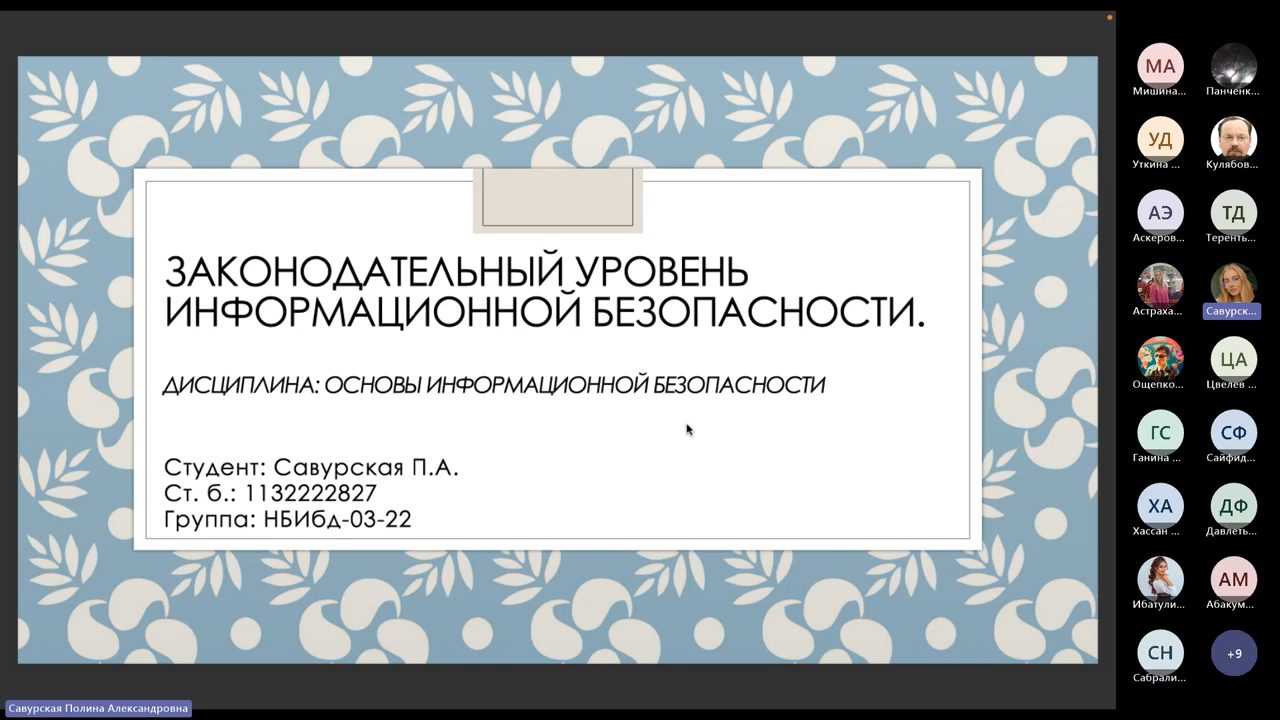 ЗАКОНОДАТЕЛЬНЫЙ УРОВЕНЬ
ИНФОРМАЦИОННОЙ БЕЗОПАСНОСТИ.
ДИСЦИПЛИНА: ОСНОВЫ ИНФОРМАЦИОННОЙ БЕЗОПАСНОСТИ
Студент: Савурская П.А.
Ст. б.: 1132222827
Группа: НБИбд-03-22
Савурская Полина Александровна
МА
Мишина...
Панченк...
УД
Уткина ...
Кулябов...
АЭ
Аскеров...
ТД
Теренть...
Астраха...
Савурск...
Ощепко...
ЦА
Цвелев ...
ГС
Ганина ...
СФ
Сайфид...
ХА
Хассан ...
ДФ
Давлеть...
Ибатули...
АМ
Абакум...
СН
Сабрали...
+9